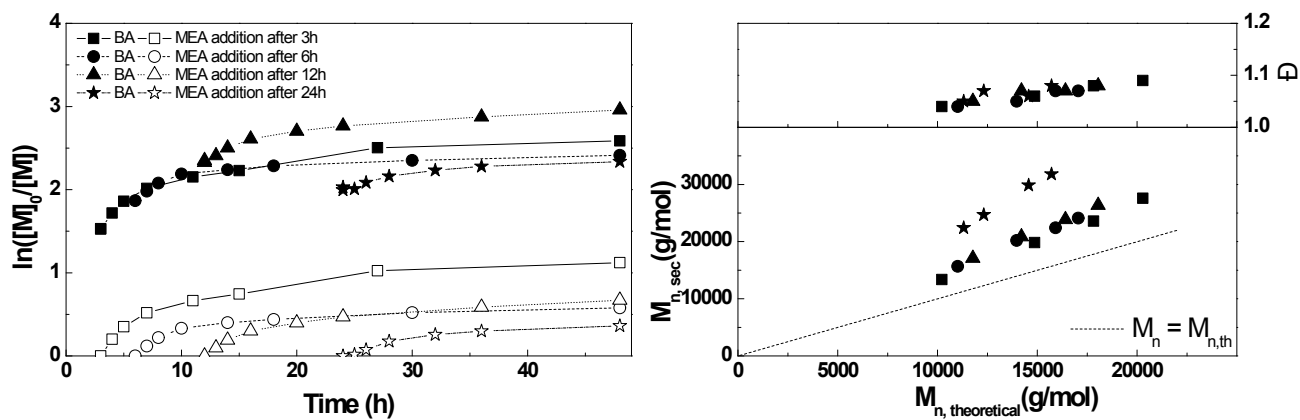 4
3
2
1
0
ln([M]₀/[M])
BA MEA addition after 3h
BA MEA addition after 6h
BA MEA addition after 12h
BA MEA addition after 24h
0 10 20 30 40
Time (h)
1.2
1.1
1.0
Đ
30000
20000
10000
0
Mn, sec (g/mol)
Mn = Mn,th
0 5000 10000 15000 20000
Mn, theoretical (g/mol)